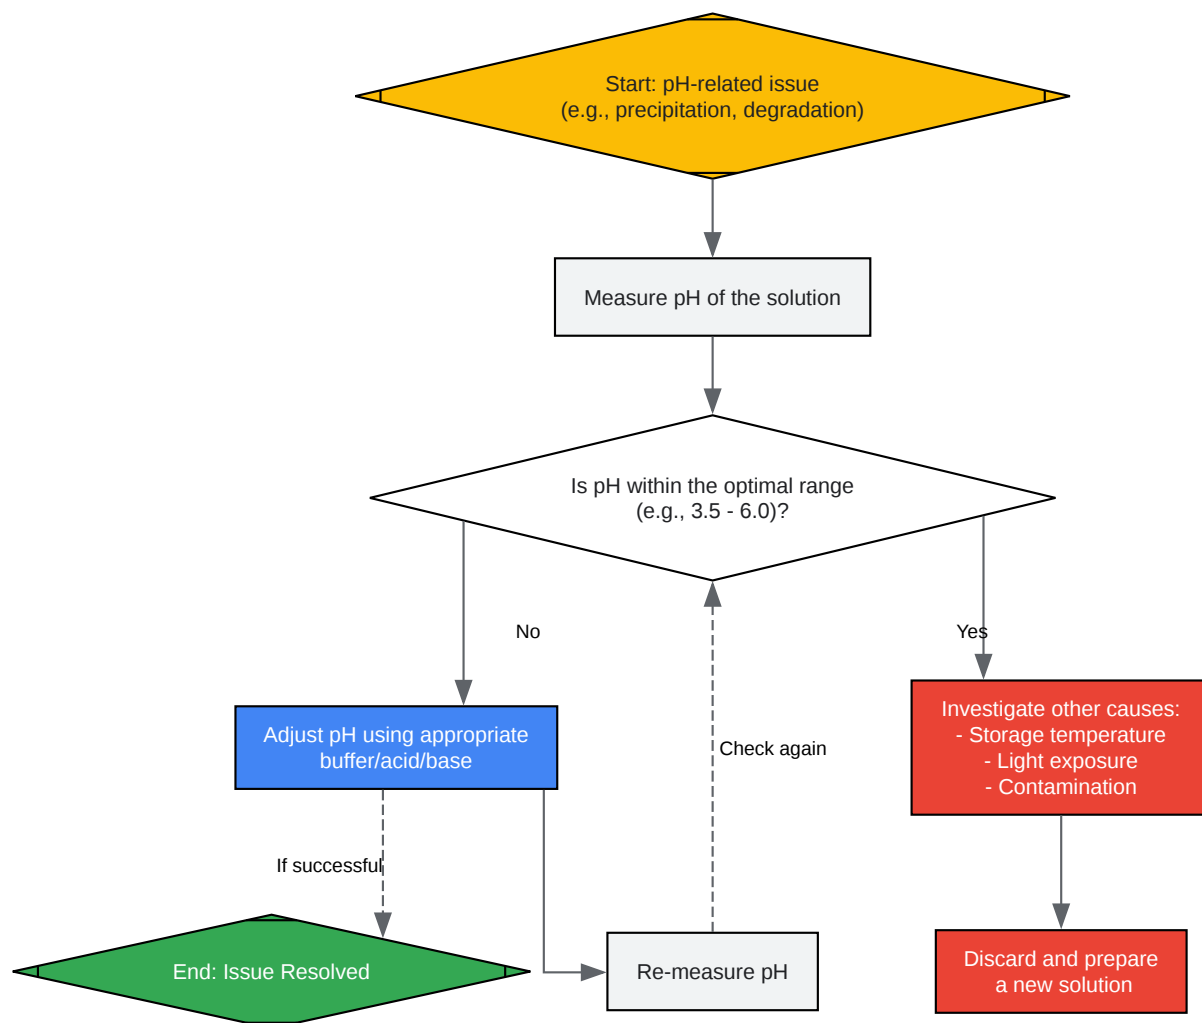 Start: pH-related issue
(e.g., precipitation, degradation)
Measure pH of the solution
Is pH within the optimal range
(e.g., 3.5 - 6.0)?
No
Yes
Adjust pH using appropriate
buffer/acid/base
Check again
Investigate other causes:
- Storage temperature
- Light exposure
- Contamination
If successful
End: Issue Resolved
Re-measure pH
Discard and prepare
a new solution